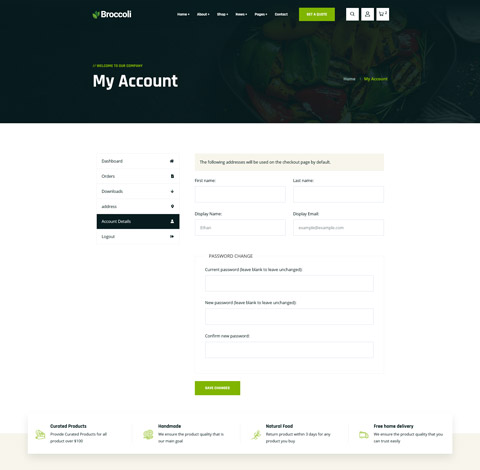 Broccoli
Home
About
Shop
News
Pages
Contact
GET A QUOTE
// WELCOME TO OUR COMPANY
My Account
Home / My Account
Dashboard
Orders
Downloads
address
Account Details
Logout
The following addresses will be used on the checkout page by default.
First name:
Last name:
Display Name:
Display Email:
Ethan
example@example.com
PASSWORD CHANGE
Current password (leave blank to leave unchanged):
New password (leave blank to leave unchanged):
Confirm new password:
SAVE CHANGES
Curated Products
Provide Curated Products for all
product over $100
Handmade
We ensure the product quality that is
our main goal
Natural Food
Return product within 3 days for any
product you buy
Free home delivery
We ensure the product quality that you
can trust easily